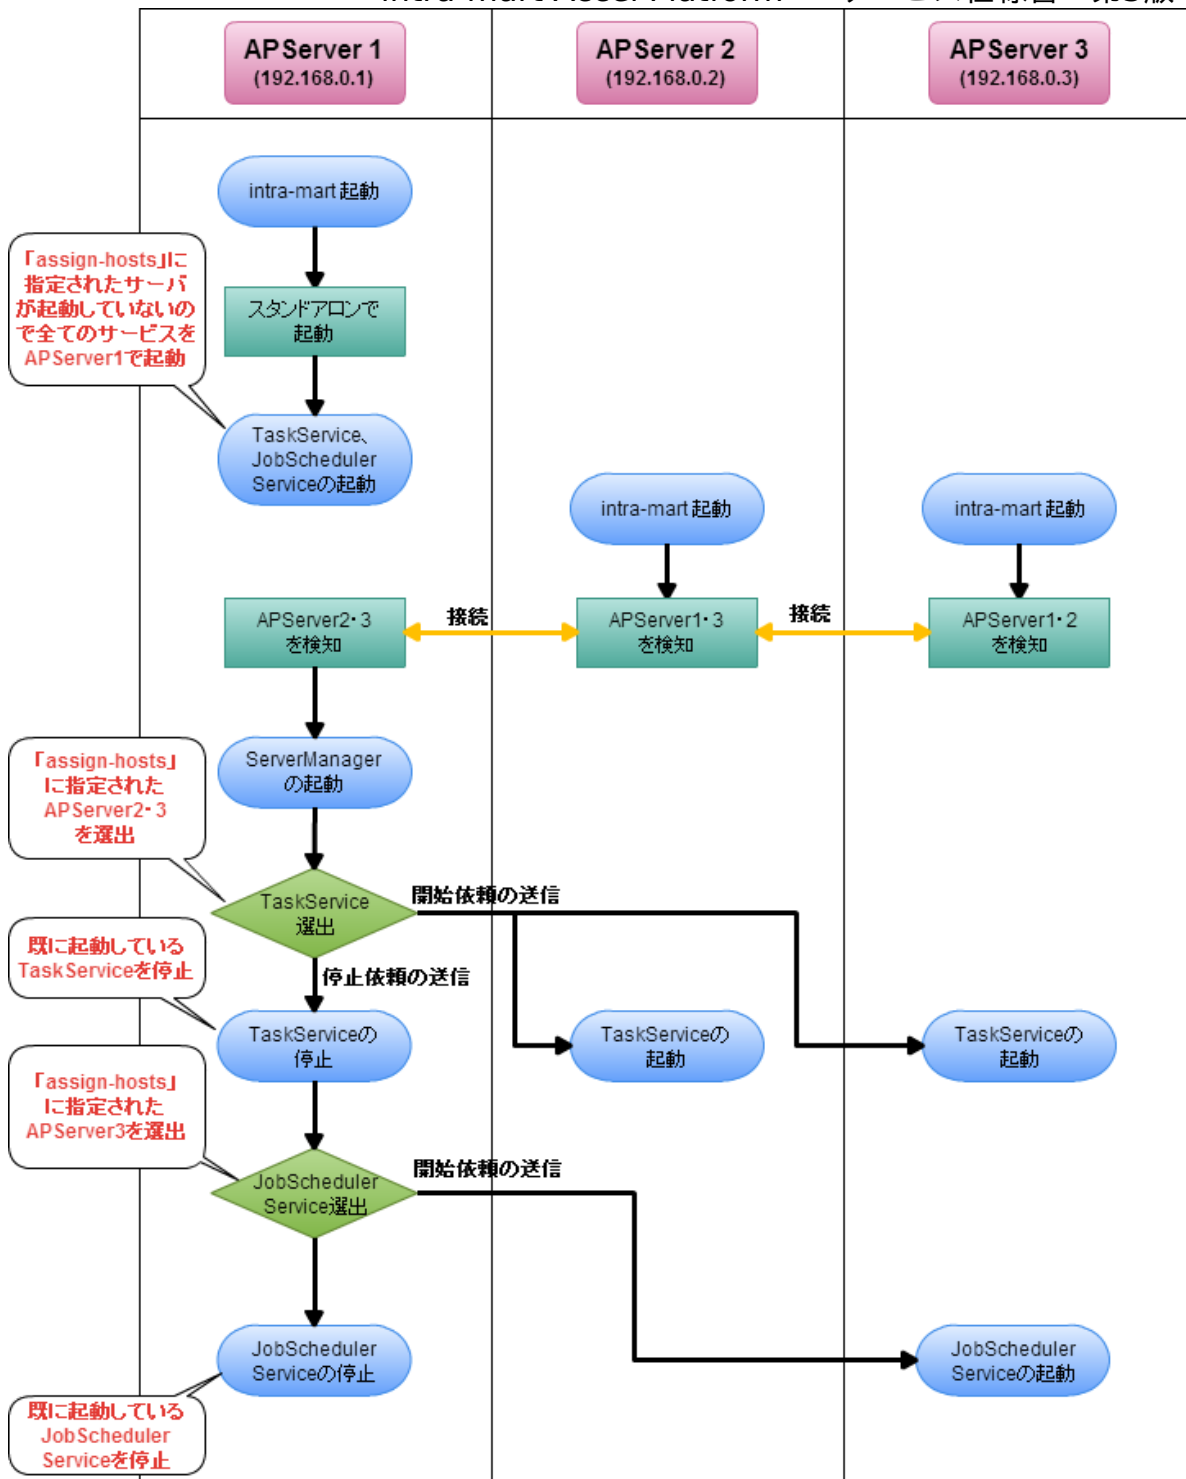 APServer 1
(192.168.0.1)
APServer 2
(192.168.0.2)
APServer 3
(192.168.0.3)
intra-mart 起動
「assign-hosts」に
指定されたサーバ
が起動していないの
で全てのサービスを
APServer1で起動
スタンドアロンで
起動
TaskService、
JobScheduler
Serviceの起動
intra-mart 起動
intra-mart 起動
APServer2・3
を検知
接続
APServer1・3
を検知
接続
APServer1・2
を検知
「assign-hosts」
に指定された
APServer2・3
を選出
ServerManager
の起動
TaskService
選出
開始依頼の送信
既に起動している
TaskServiceを停止
停止依頼の送信
TaskServiceの
停止
TaskServiceの
起動
TaskServiceの
起動
「assign-hosts」
に指定された
APServer3を選出
JobScheduler
Service選出
開始依頼の送信
JobScheduler
Serviceの停止
JobScheduler
Serviceの起動
既に起動している
JobScheduler
Serviceを停止